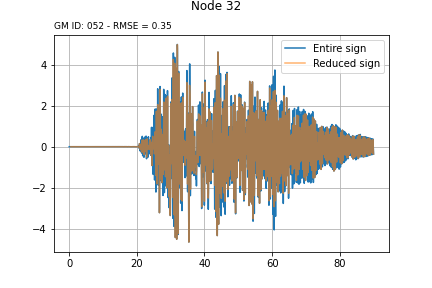 Node 32
GM ID: 052 - RMSE = 0.35
Entire sign
Reduced sign
4
2
0
−2
−4
0 20 40 60 80